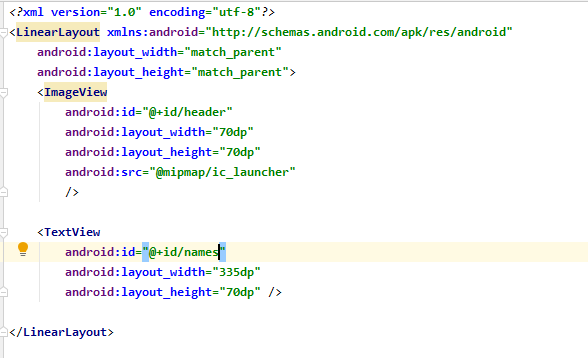 <?xml version="1.0" encoding="utf-8"?>
<LinearLayout xmlns:android="http://schemas.android.com/apk/res/android"
    android:layout_width="match_parent"
    android:layout_height="match_parent">
    <ImageView
        android:id="@+id/header"
        android:layout_width="70dp"
        android:layout_height="70dp"
        android:src="@mipmap/ic_launcher"
        />

    <TextView
        android:id="@+id/names"
        android:layout_width="335dp"
        android:layout_height="70dp" />

</LinearLayout>